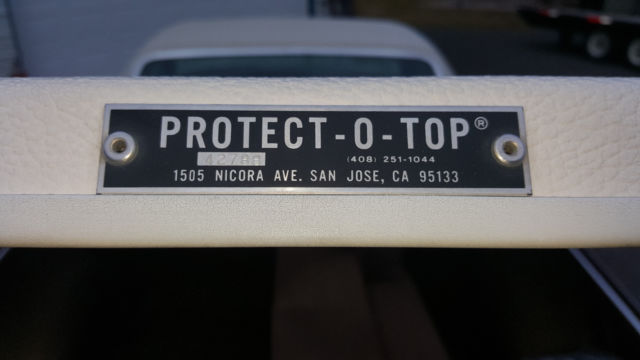 PROTECT-O-TOP®
(408) 251-1044
1505 NICORA AVE. SAN JOSE, CA 95133